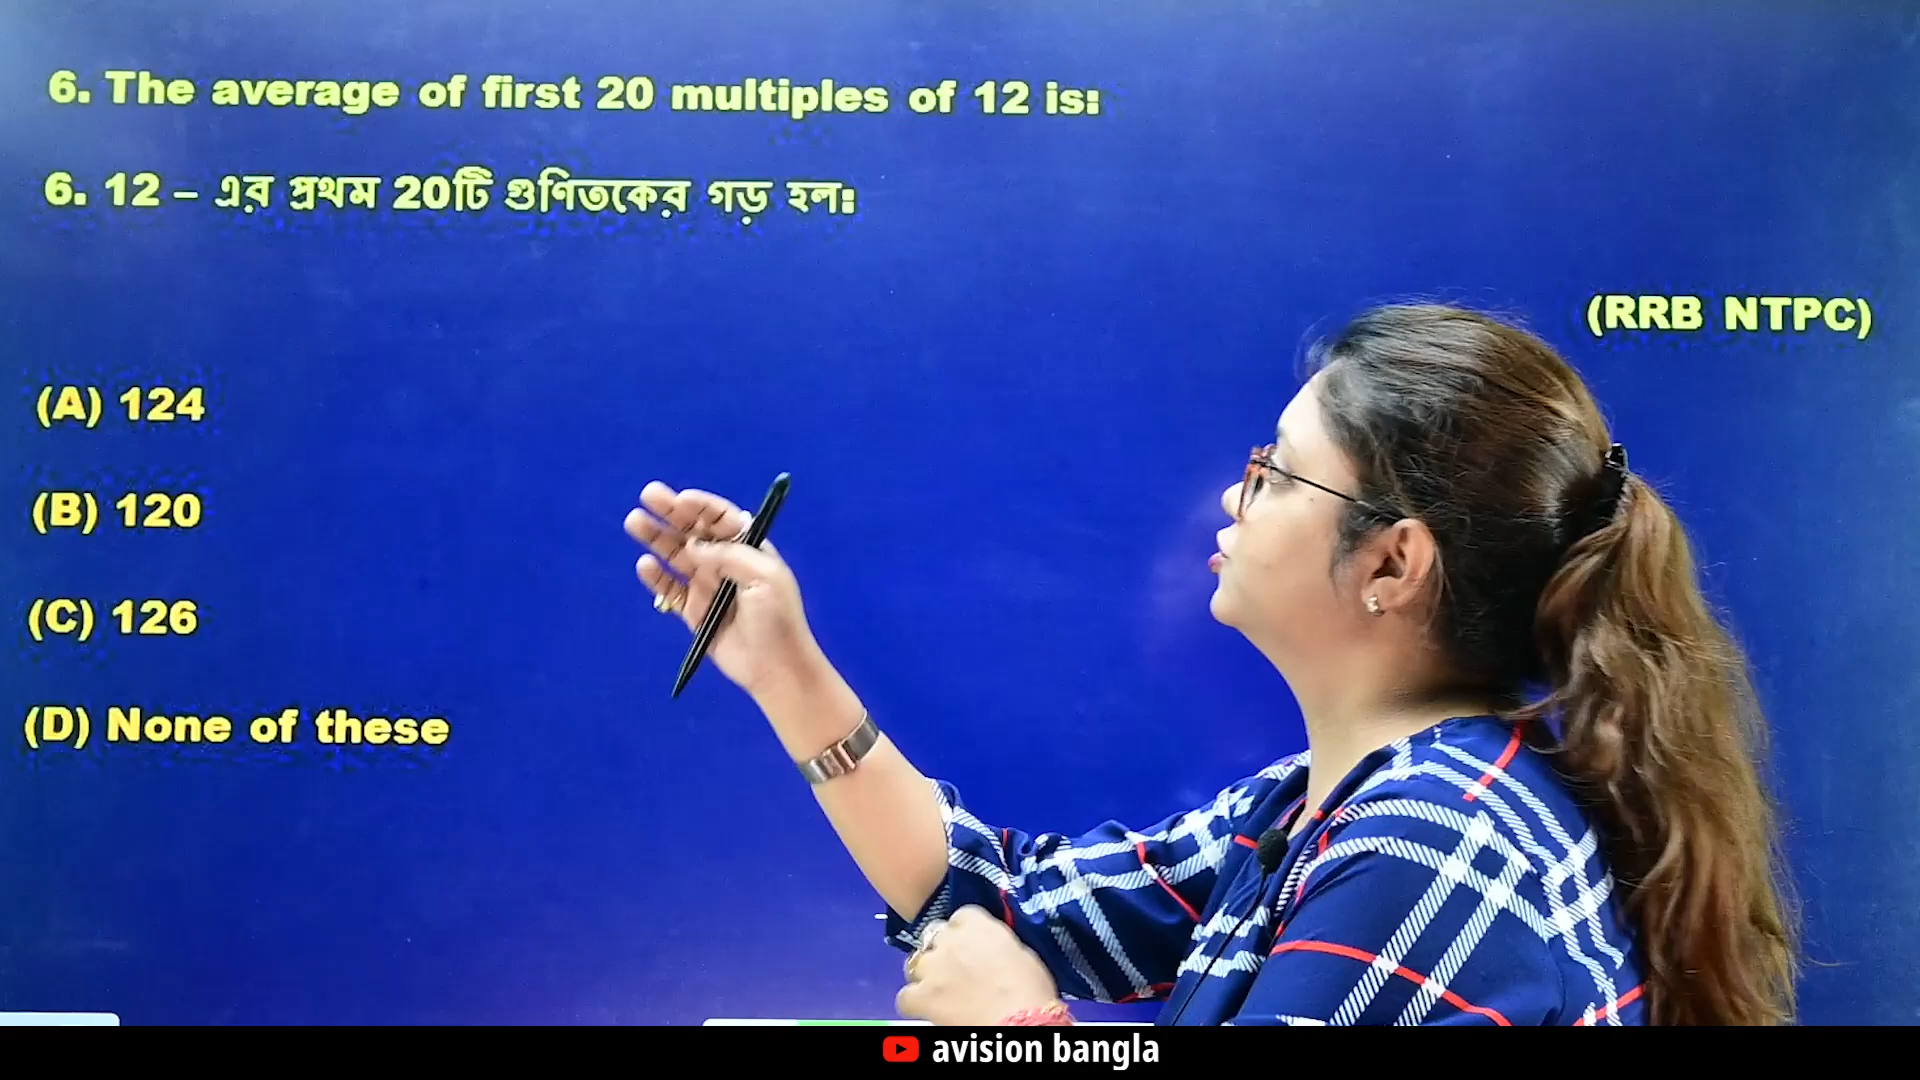 6. The average of first 20 multiples of 12 is:
6. 12 – এর প্রথম 20টি গুণিতকের গড় হল:
(RRB NTPC)
(A) 124
(B) 120
(C) 126
(D) None of these
avision bangla